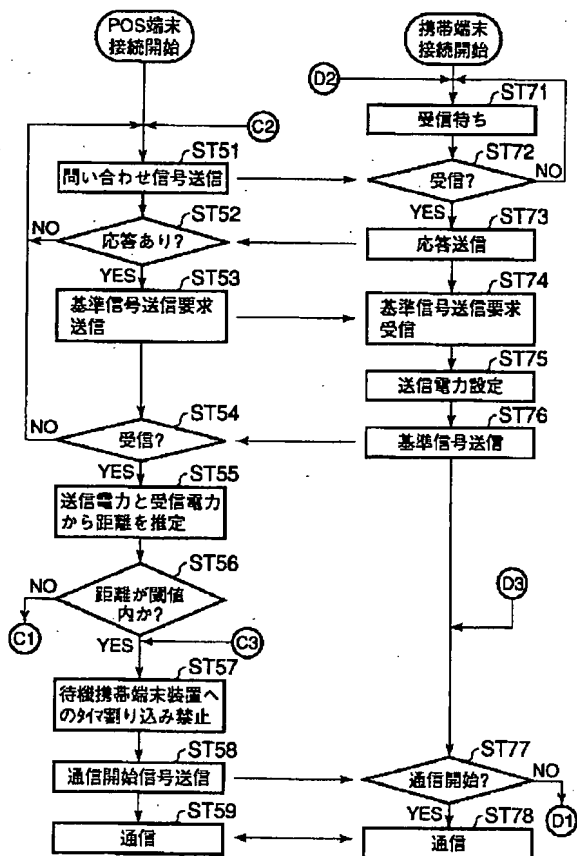 POS端末
接続開始
C2
ST51
問い合わせ信号送信
ST52
応答あり?
NO
YES
ST53
基準信号送信要求
送信
ST54
受信?
NO
YES
ST55
送信電力と受信電力
から距離を推定
ST56
距離が閾値
内か?
NO
C1
YES
C3
ST57
待機携帯端末装置へ
のタイマ割り込み禁止
ST58
通信開始信号送信
ST59
通信
携帯端末
接続開始
D2
ST71
受信待ち
ST72
受信?
NO
YES
ST73
応答送信
ST74
基準信号送信要求
受信
ST75
送信電力設定
ST76
基準信号送信
D3
ST77
通信開始?
NO
D1
YES
ST78
通信